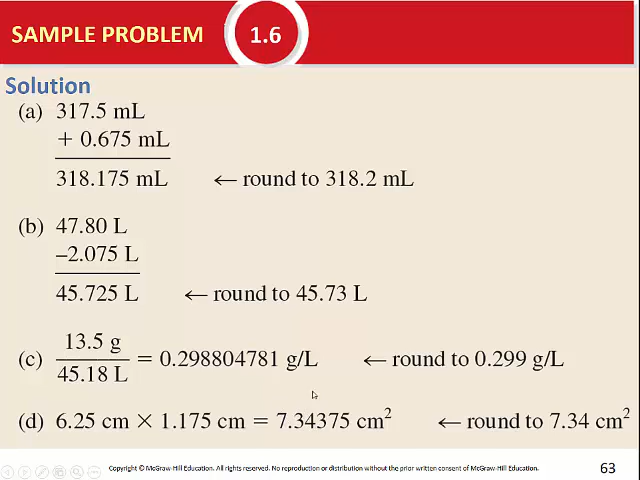 SAMPLE PROBLEM 1.6
Solution
(a) 317.5 mL
+ 0.675 mL
318.175 mL ← round to 318.2 mL
(b) 47.80 L
–2.075 L
45.725 L ← round to 45.73 L
(c) 13.5 g / 45.18 L = 0.298804781 g/L ← round to 0.299 g/L
(d) 6.25 cm × 1.175 cm = 7.34375 cm² ← round to 7.34 cm²
Copyright © McGraw-Hill Education. All rights reserved. No reproduction or distribution without the prior written consent of McGraw-Hill Education. 63